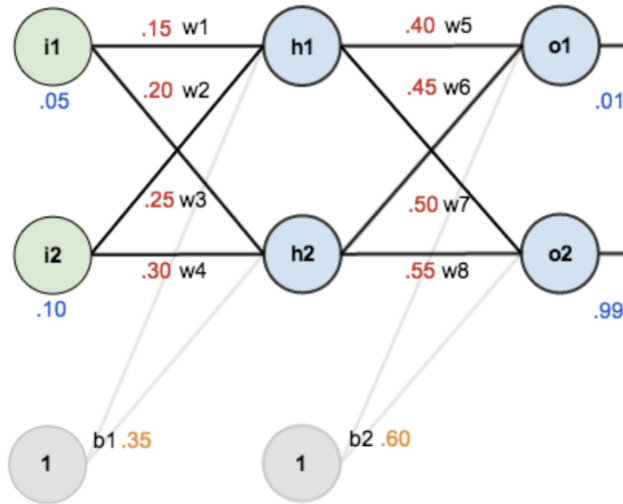 i1 .15 w1 h1 .40 w5 o1
.05 .20 w2 .45 w6 .01
.25 w3 .50 w7
i2 .30 w4 h2 .55 w8 o2
.10 .99
b1 .35 b2 .60
1 1